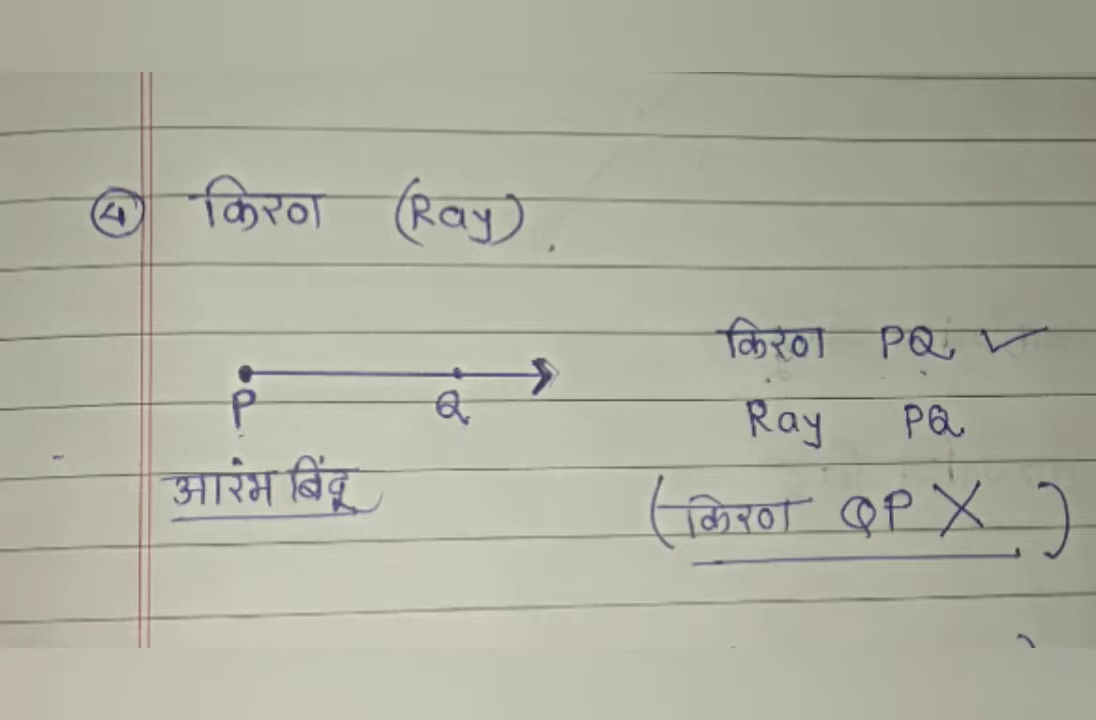 ④ किरण (Ray).
किरण PQ ✓
P Q
Ray PQ
आरंभ बिंदू
(किरण QP X)